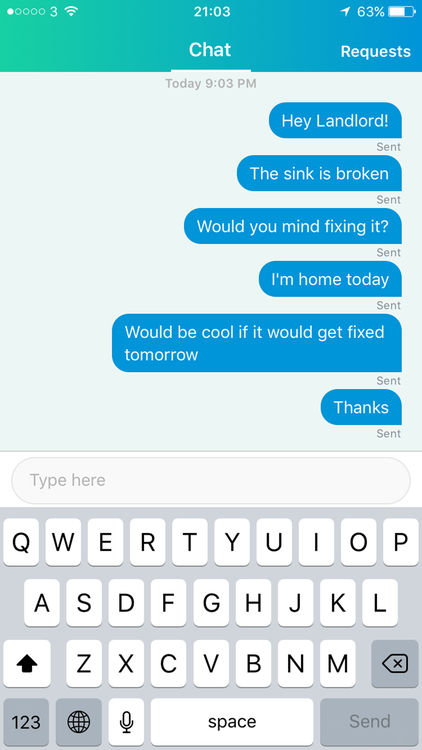 3 21:03 63%
Chat Requests
Today 9:03 PM
Hey Landlord!
Sent
The sink is broken
Sent
Would you mind fixing it?
Sent
I'm home today
Sent
Would be cool if it would get fixed
tomorrow
Sent
Thanks
Sent
Type here
Q W E R T Y U I O P
A S D F G H J K L
Z X C V B N M
123 space Send